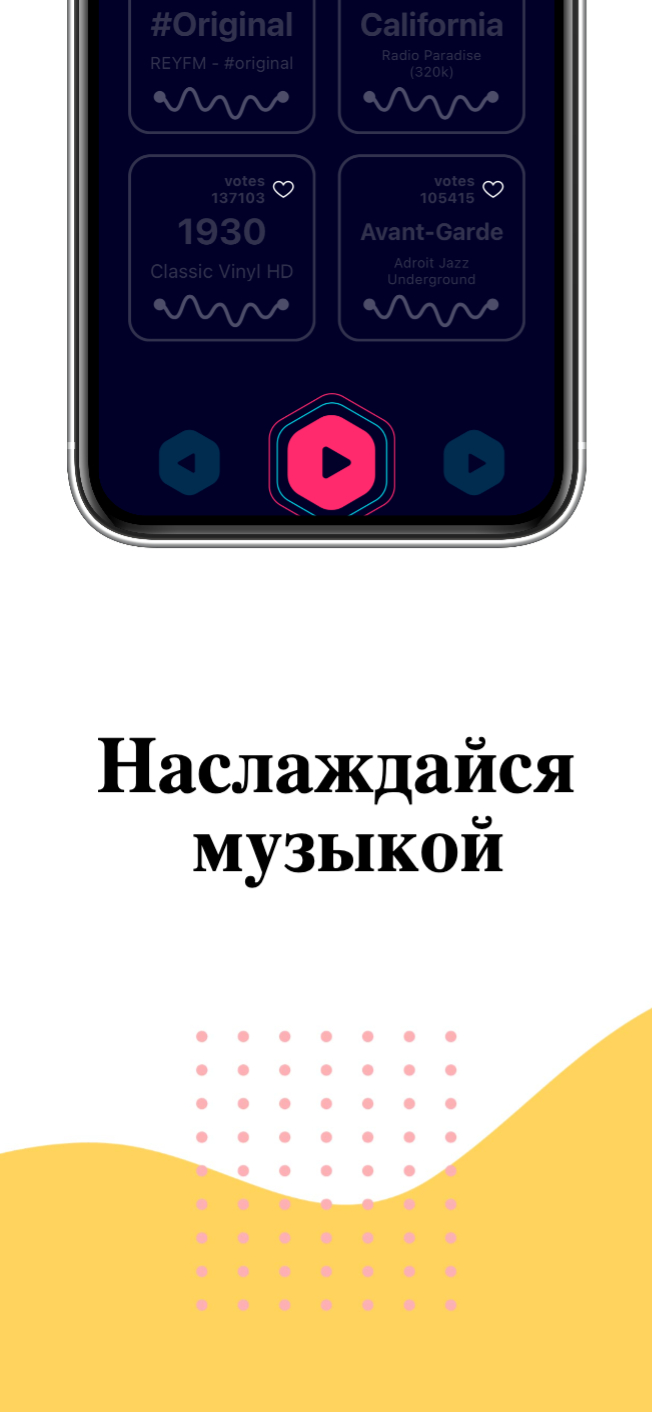 #Original
REYFM - #original
California
Radio Paradise
(320k)
votes
137103
1930
Classic Vinyl HD
votes
105415
Avant-Garde
Adroit Jazz
Underground
Наслаждайся
музыкой